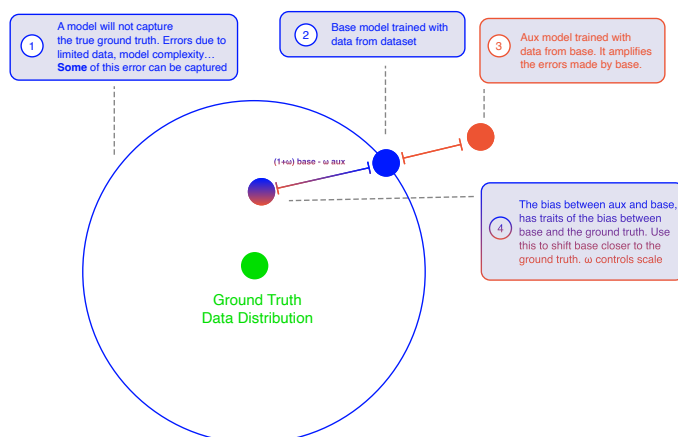 1
A model will not capture
the true ground truth. Errors due to
limited data, model complexity...
Some of this error can be captured
2
Base model trained with
data from dataset
3
Aux model trained with
data from base. It amplifies
the errors made by base.
(1+ω) base - ω aux
4
The bias between aux and base,
has traits of the bias between
base and the ground truth. Use
this to shift base closer to the
ground truth. ω controls scale
Ground Truth
Data Distribution